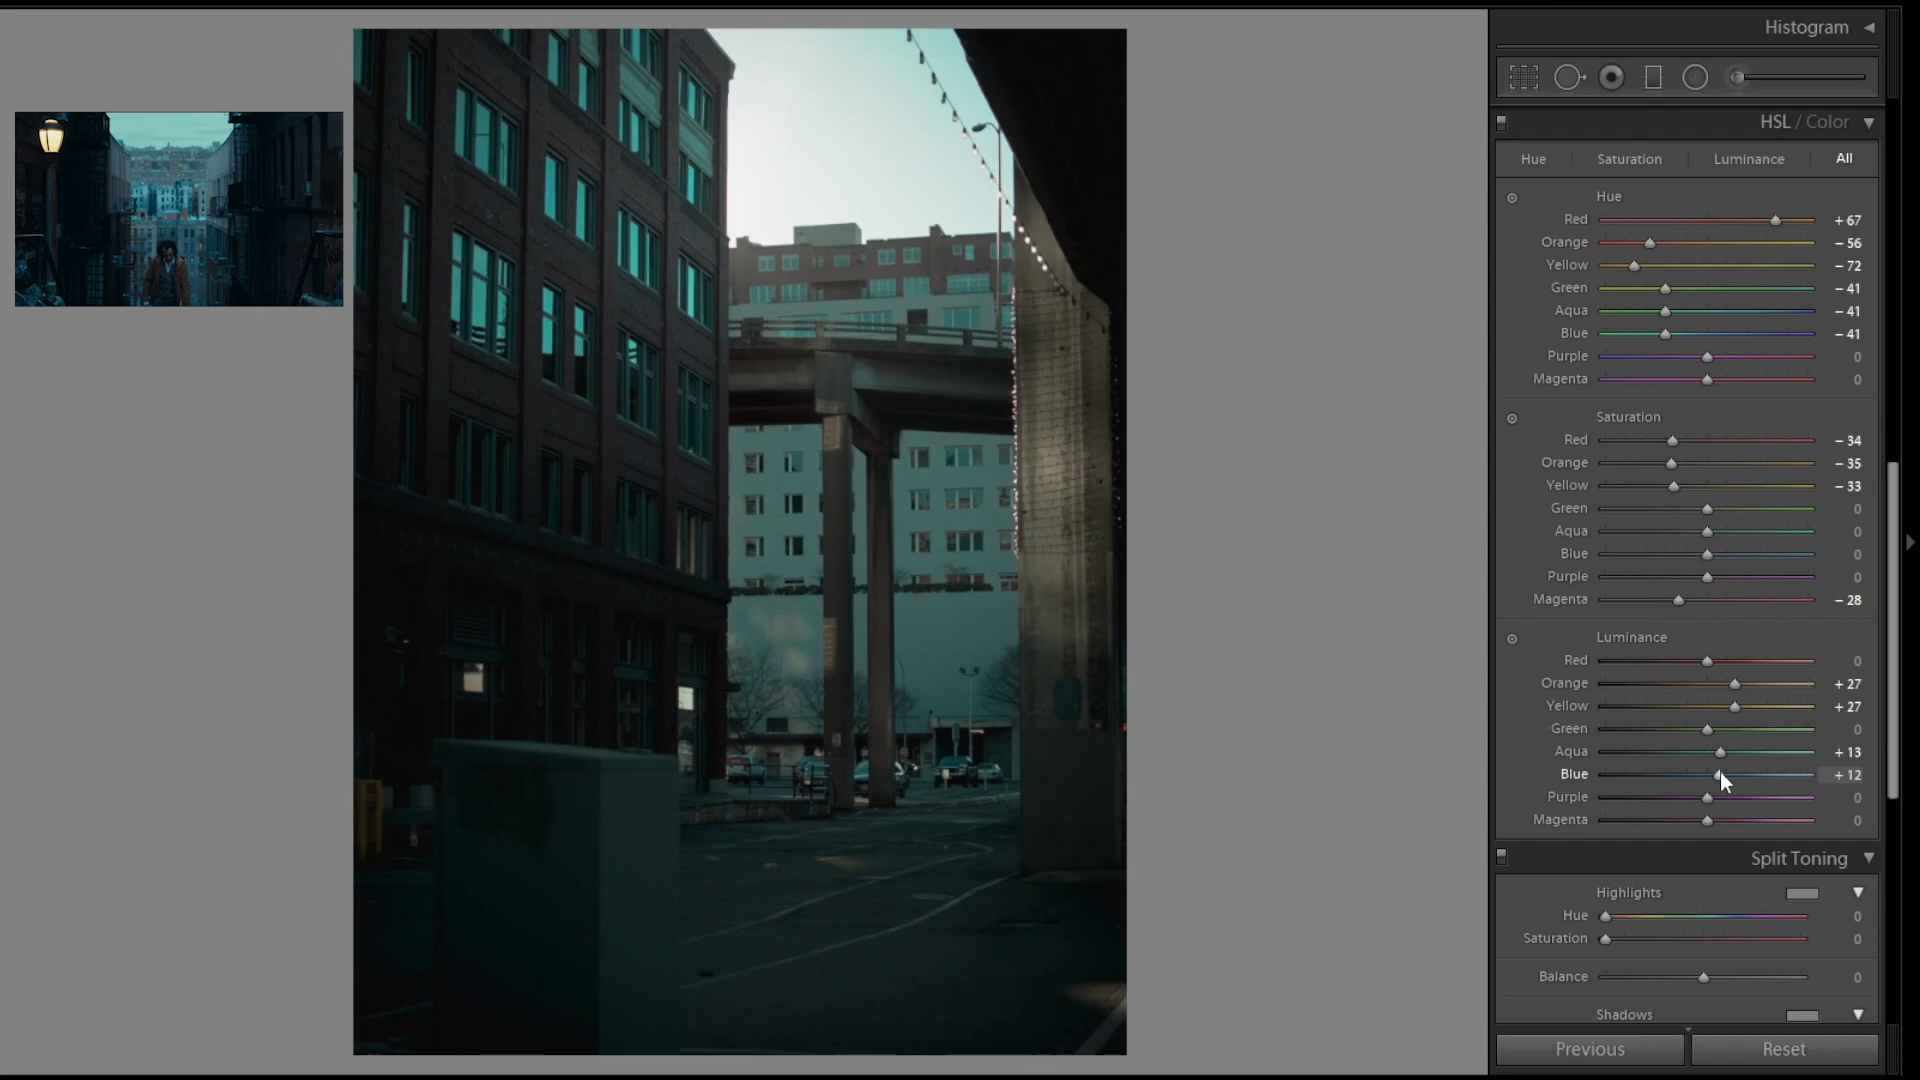 Histogram
HSL / Color
Hue Saturation Luminance All
Hue
Red + 67
Orange – 56
Yellow – 72
Green – 41
Aqua – 41
Blue – 41
Purple 0
Magenta 0
Saturation
Red – 34
Orange – 35
Yellow – 33
Green 0
Aqua 0
Blue 0
Purple 0
Magenta – 28
Luminance
Red 0
Orange + 27
Yellow + 27
Green 0
Aqua + 13
Blue + 12
Purple 0
Magenta 0
Split Toning
Highlights
Hue 0
Saturation 0
Balance 0
Shadows
Previous Reset